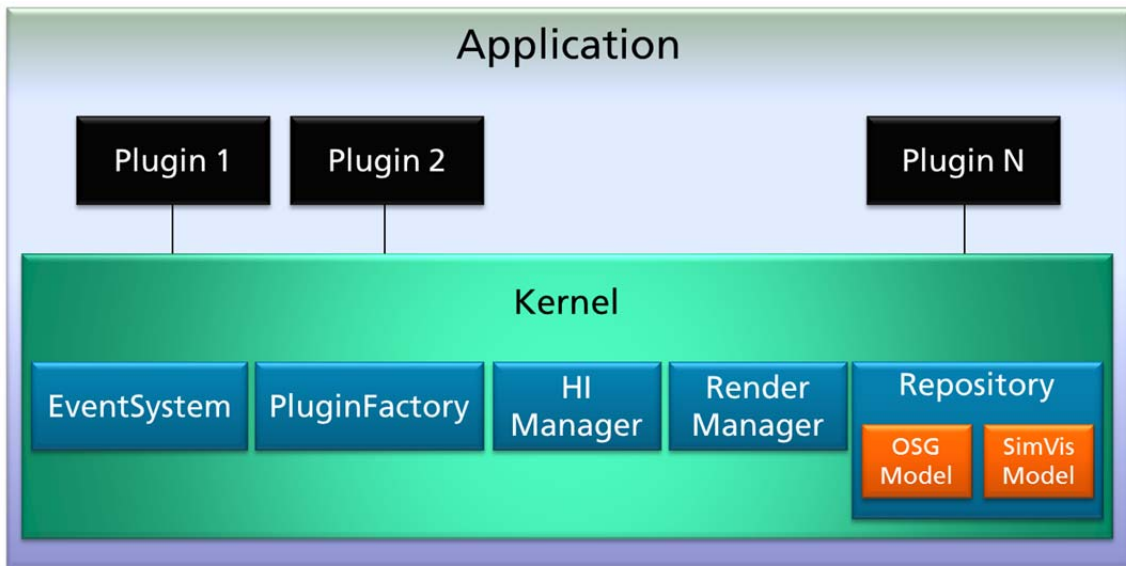 Application
Plugin 1
Plugin 2
Plugin N
Kernel
EventSystem
PluginFactory
HI
Manager
Render
Manager
Repository
OSG
Model
SimVis
Model